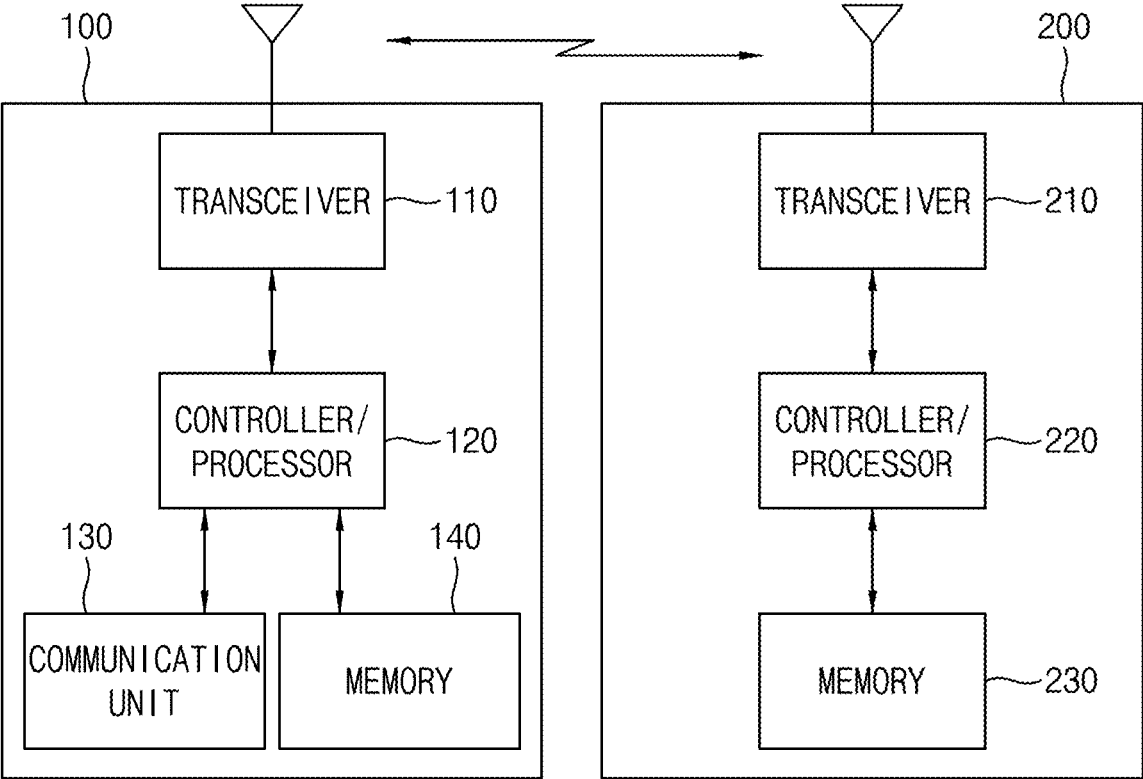 100
200
TRANSCEIVER
110
TRANSCEIVER
210
CONTROLLER/
PROCESSOR
120
CONTROLLER/
PROCESSOR
220
130
140
COMMUNICATION
UNIT
MEMORY
MEMORY
230